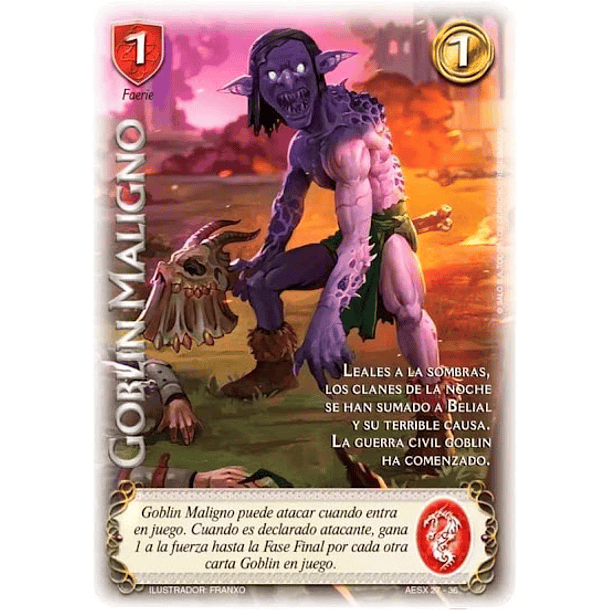 1
1
Faerie
GOBLIN MALIGNO
LEALES A LA SOMBRAS,
LOS CLANES DE LA NOCHE
SE HAN SUMADO A BELIAL
Y SU TERRIBLE CAUSA.
LA GUERRA CIVIL GOBLIN
HA COMENZADO.
Goblin Maligno puede atacar cuando entra
en juego. Cuando es declarado atacante, gana
1 a la fuerza hasta la Fase Final por cada otra
carta Goblin en juego.
ILUSTRADOR: FRANXO
AESX 27 - 36